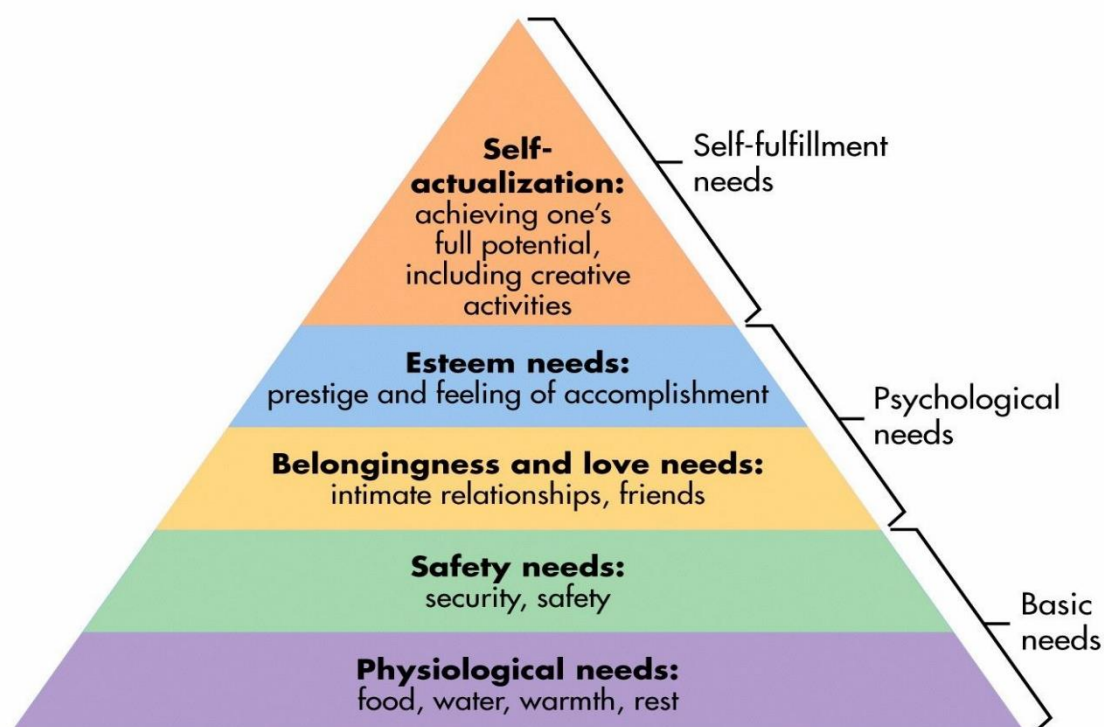 Self-
actualization:
achieving one's
full potential,
including creative
activities
Self-fulfillment
needs
Esteem needs:
prestige and feeling of accomplishment
Psychological
needs
Belongingness and love needs:
intimate relationships, friends
Safety needs:
security, safety
Basic
needs
Physiological needs:
food, water, warmth, rest